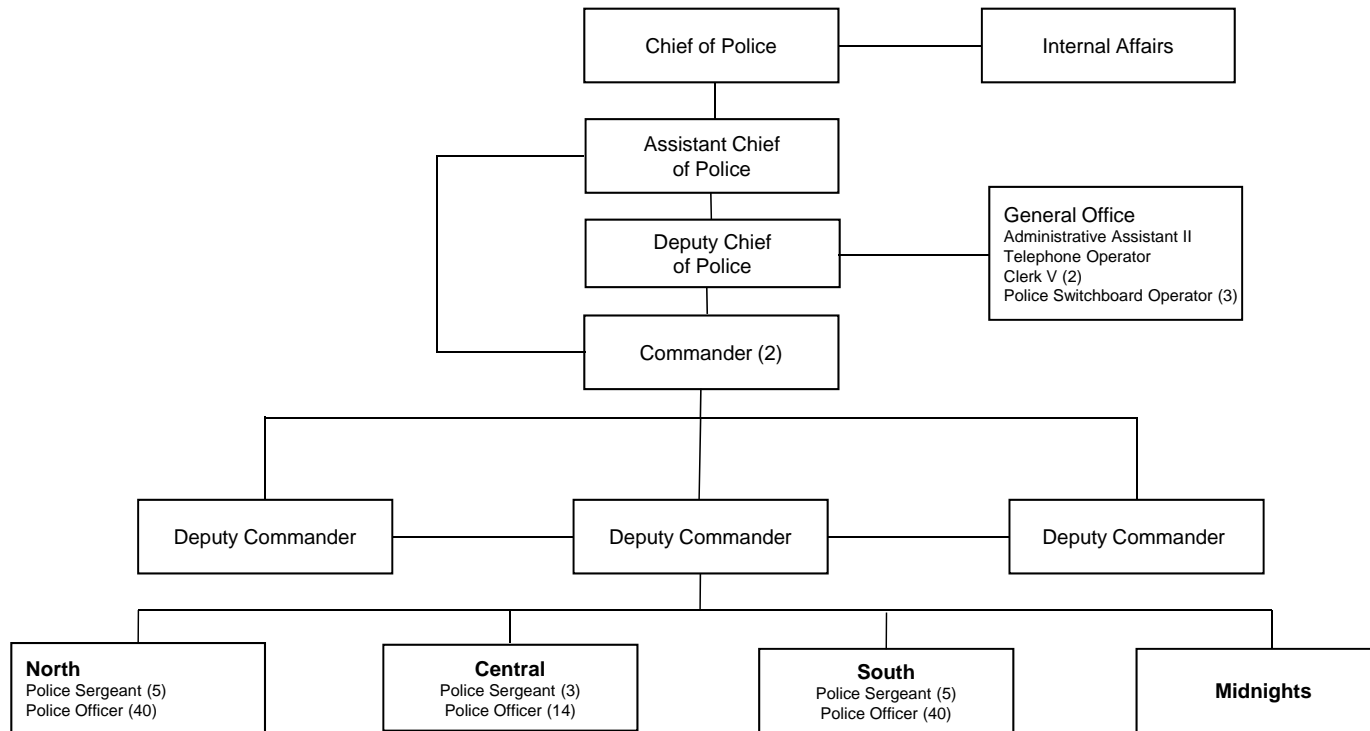 Chief of Police
Internal Affairs
Assistant Chief
of Police
Deputy Chief
of Police
General Office
Administrative Assistant II
Telephone Operator
Clerk V (2)
Police Switchboard Operator (3)
Commander (2)
Deputy Commander
Deputy Commander
Deputy Commander
North
Police Sergeant (5)
Police Officer (40)
Central
Police Sergeant (3)
Police Officer (14)
South
Police Sergeant (5)
Police Officer (40)
Midnights